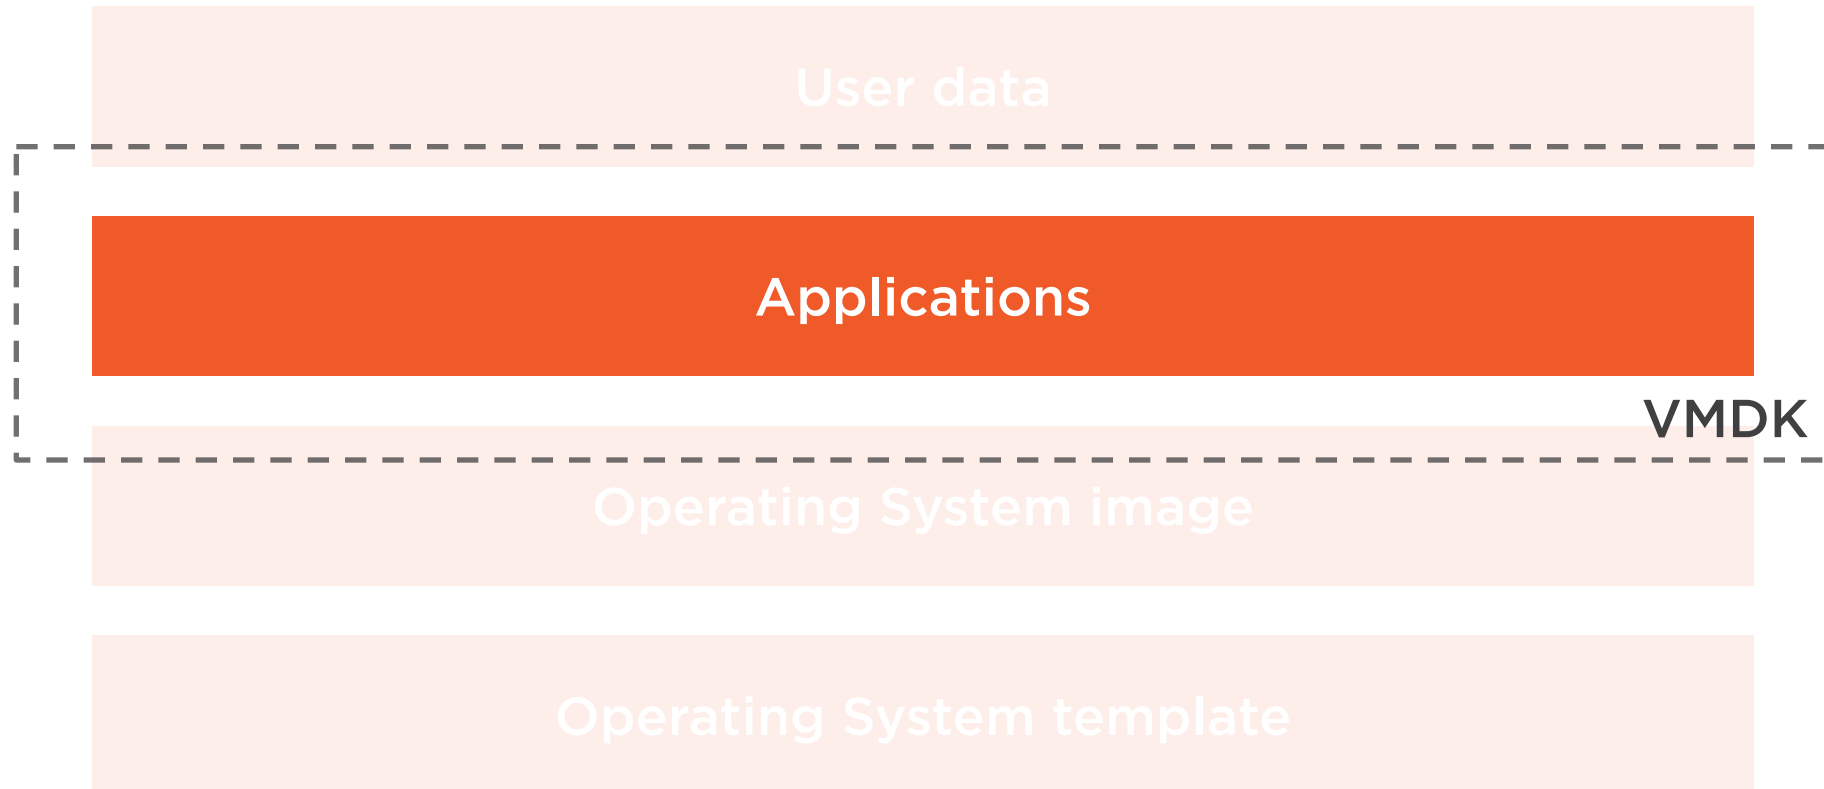 User data
Applications
VMDK
Operating System image
Operating System template